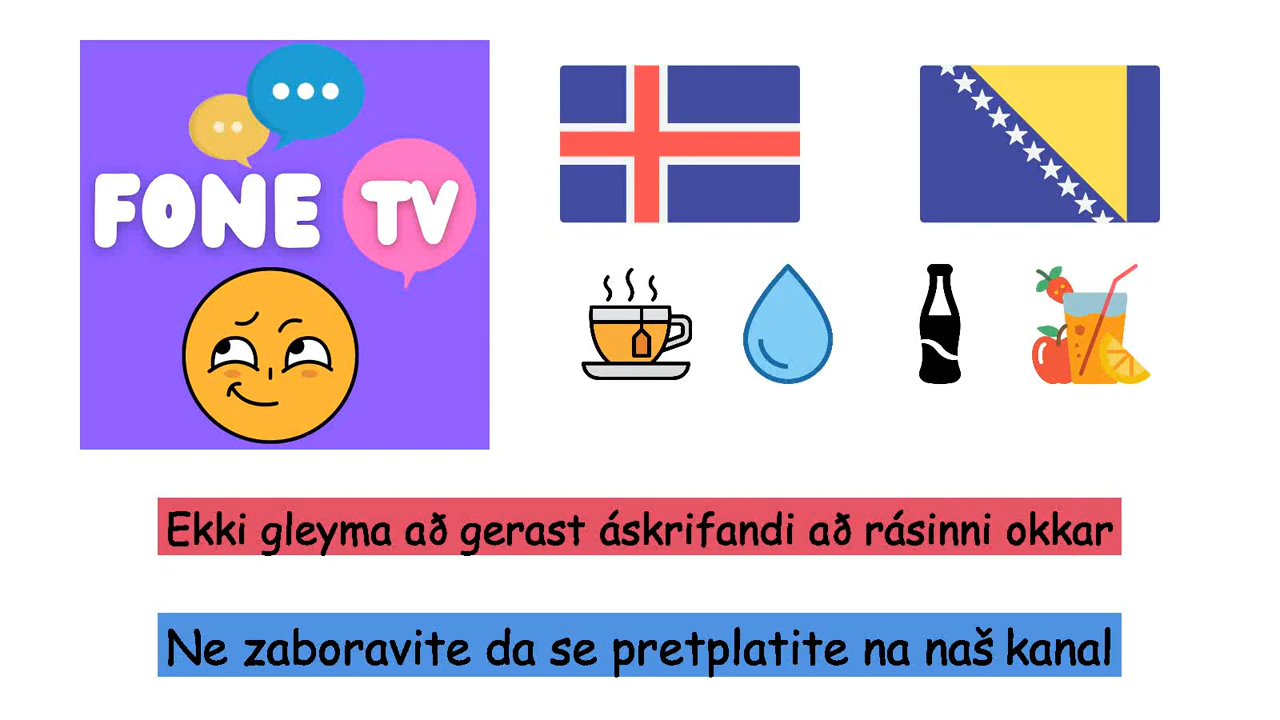 FONE TV
Ekki gleyma að gerast áskrifandi að rásinni okkar
Ne zaboravite da se pretplatite na naš kanal